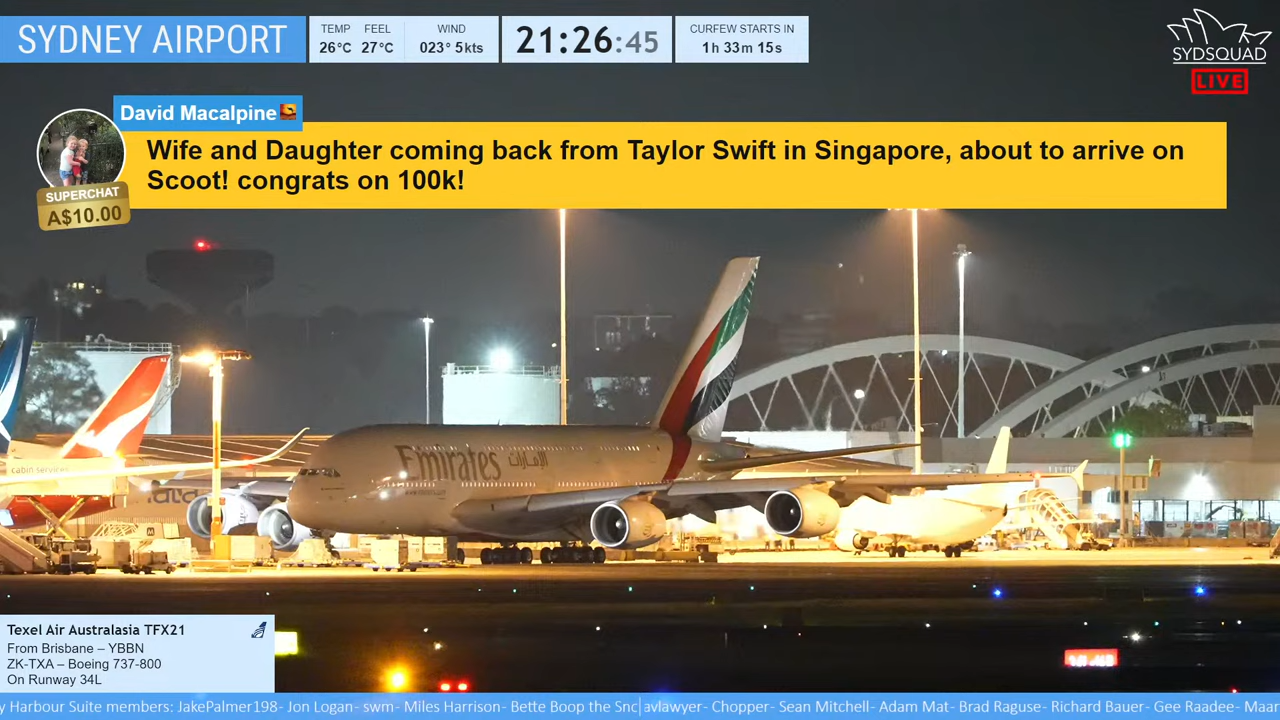 SYDNEY AIRPORT
TEMP FEEL WIND
26°C 27°C 023° 5kts
21:26:45
CURFEW STARTS IN
1h 33m 15s
SYDSQUAD
LIVE
David Macalpine
Wife and Daughter coming back from Taylor Swift in Singapore, about to arrive on
Scoot! congrats on 100k!
SUPERCHAT
A$10.00
Emirates الإمارات
cabin services
Texel Air Australasia TFX21
From Brisbane – YBBN
ZK-TXA – Boeing 737-800
On Runway 34L
y Harbour Suite members: JakePalmer198- Jon Logan- swm- Miles Harrison- Bette Boop the Snc avlawyer- Chopper- Sean Mitchell- Adam Mat- Brad Raguse- Richard Bauer- Gee Raadee- Maar